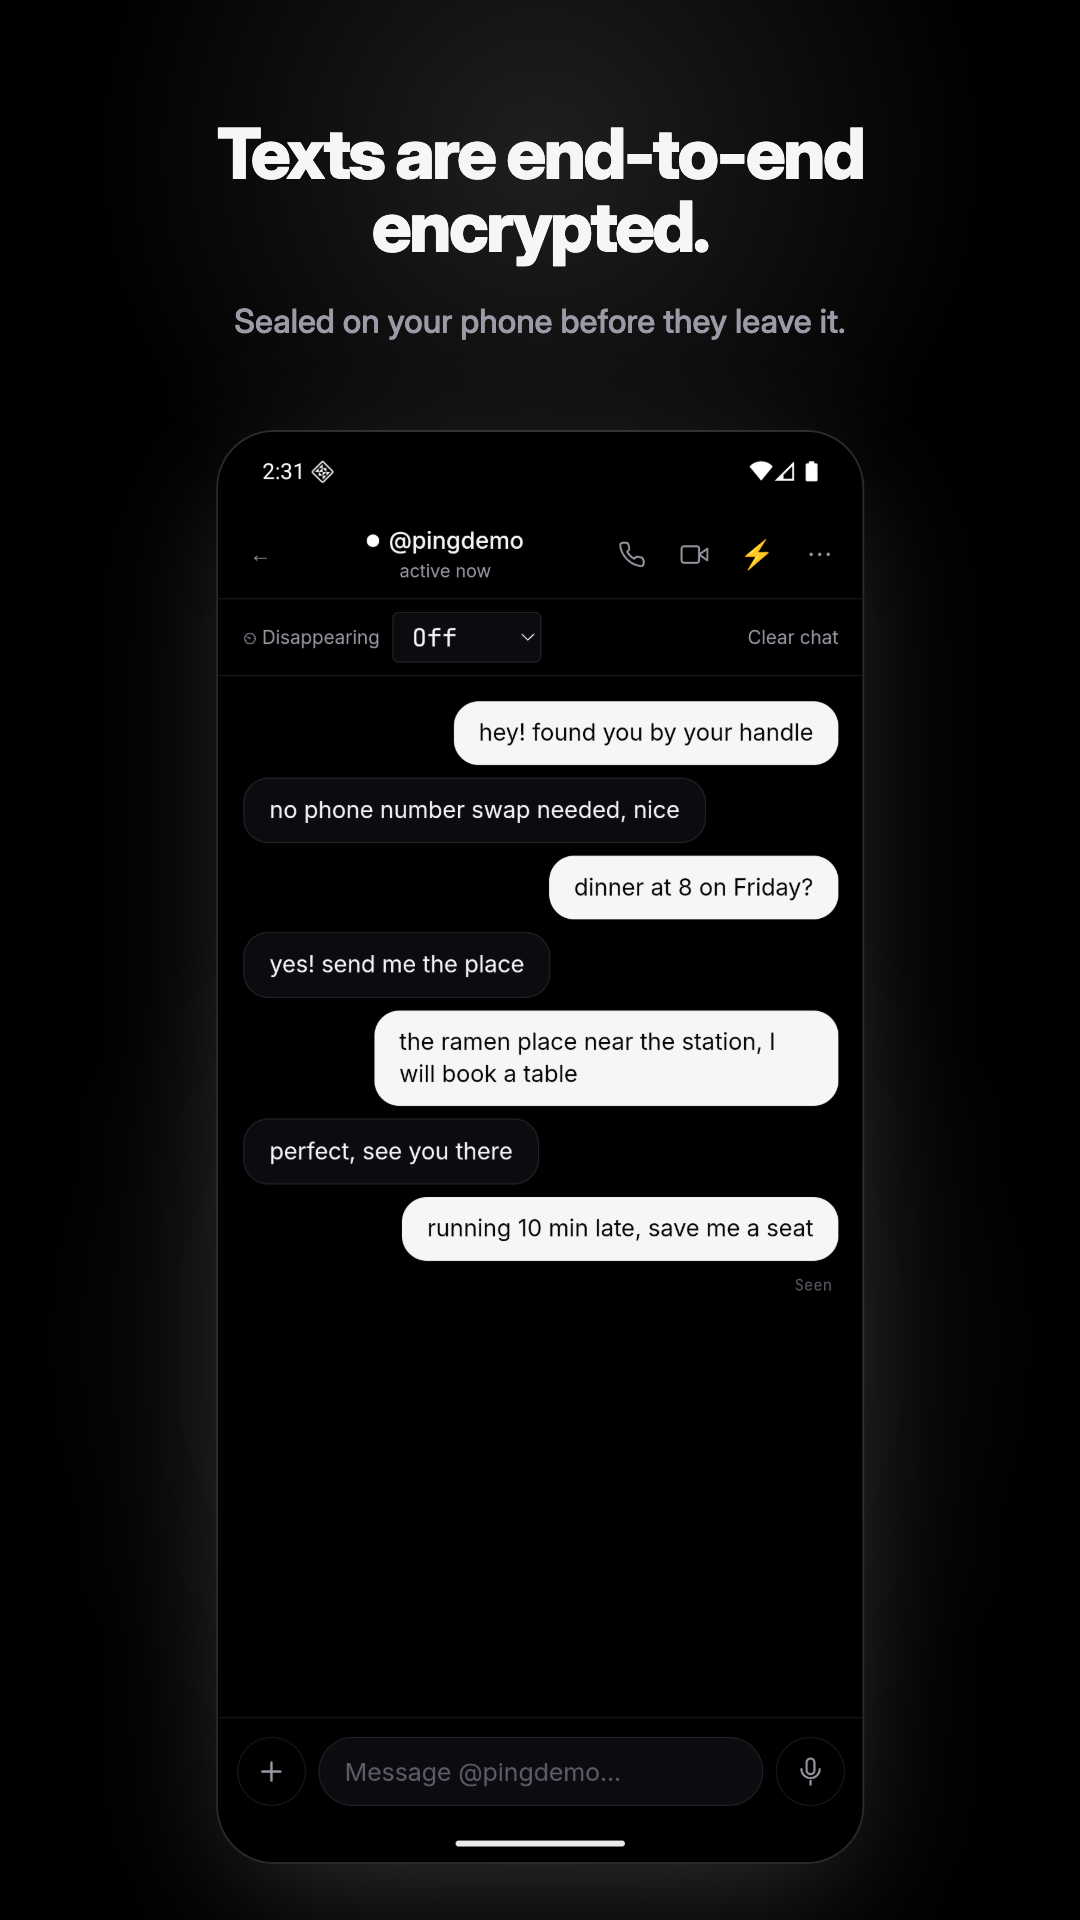 Texts are end-to-end
encrypted.
Sealed on your phone before they leave it.
2:31
@pingdemo
active now
Disappearing
Off
Clear chat
hey! found you by your handle
no phone number swap needed, nice
dinner at 8 on Friday?
yes! send me the place
the ramen place near the station, I
will book a table
perfect, see you there
running 10 min late, save me a seat
Seen
Message @pingdemo...